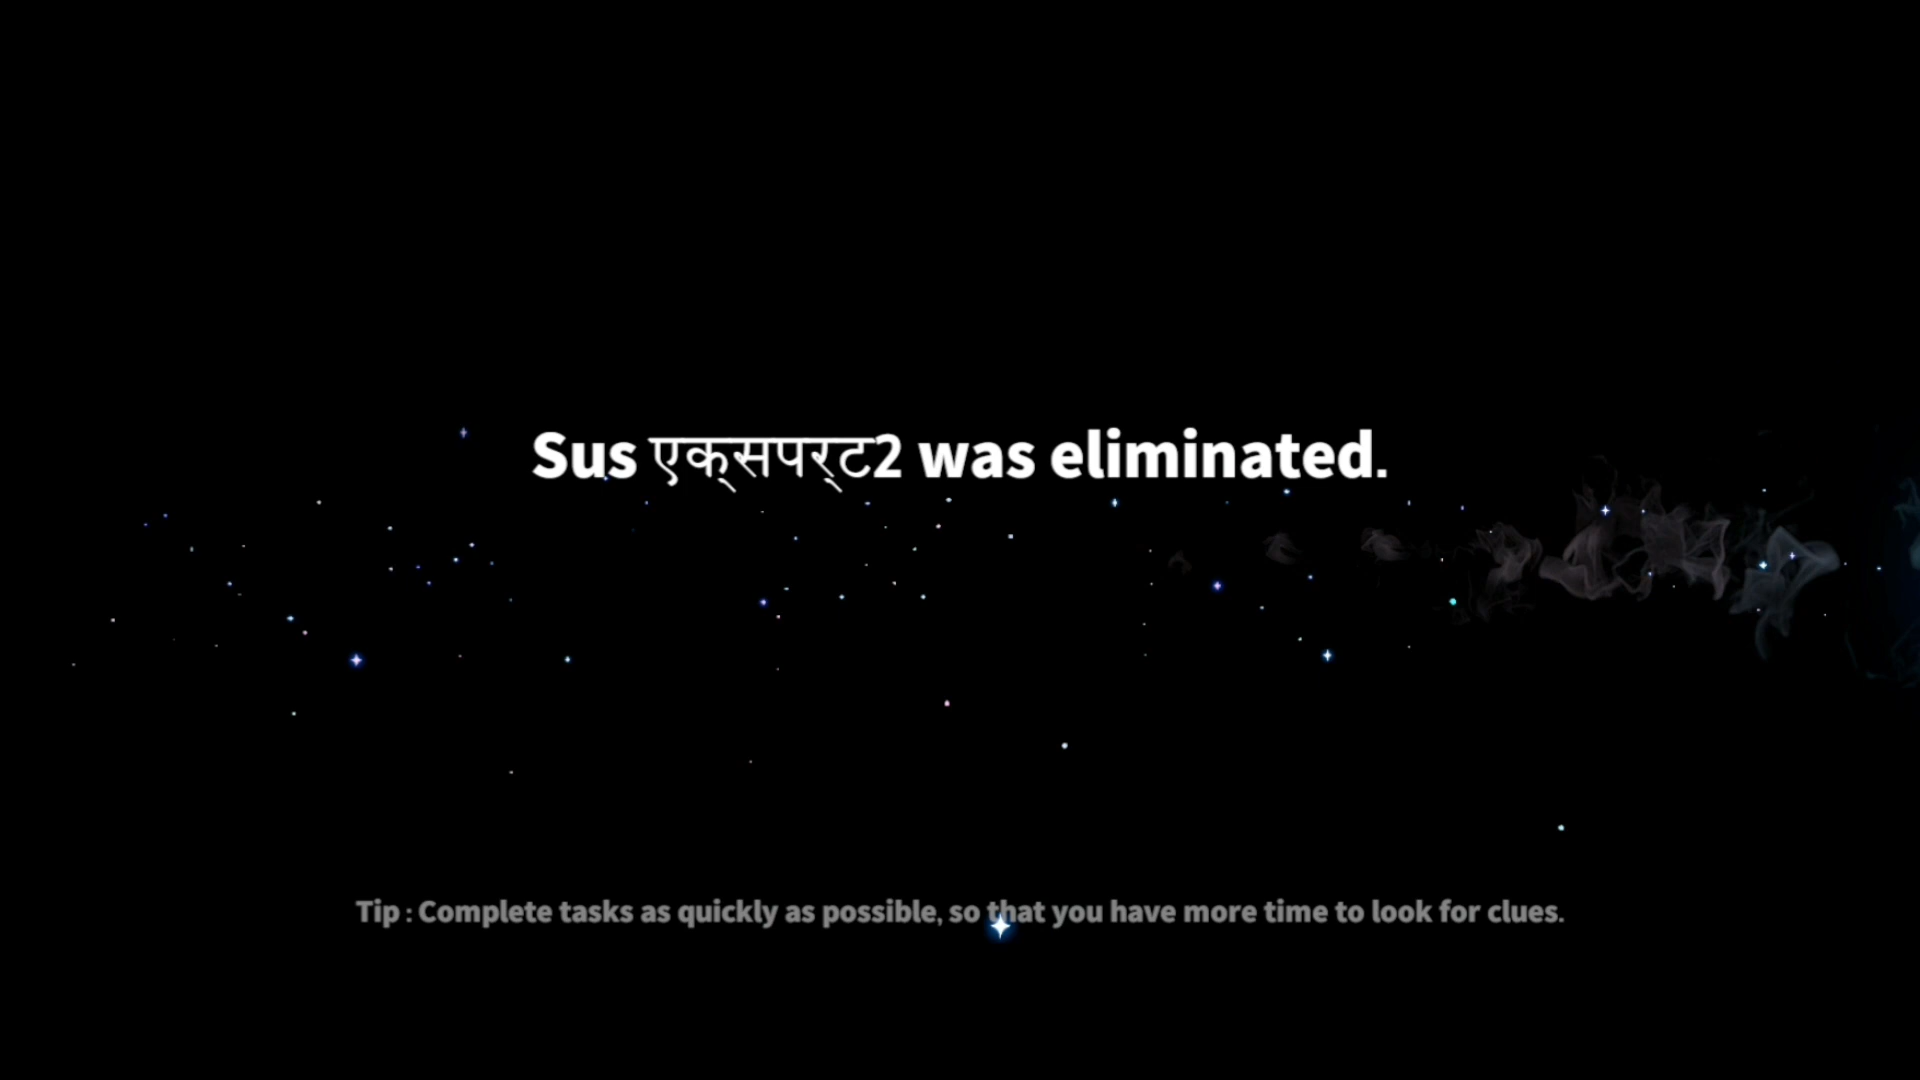 Sus एक्सपर्ट2 was eliminated.
Tip : Complete tasks as quickly as possible, so that you have more time to look for clues.